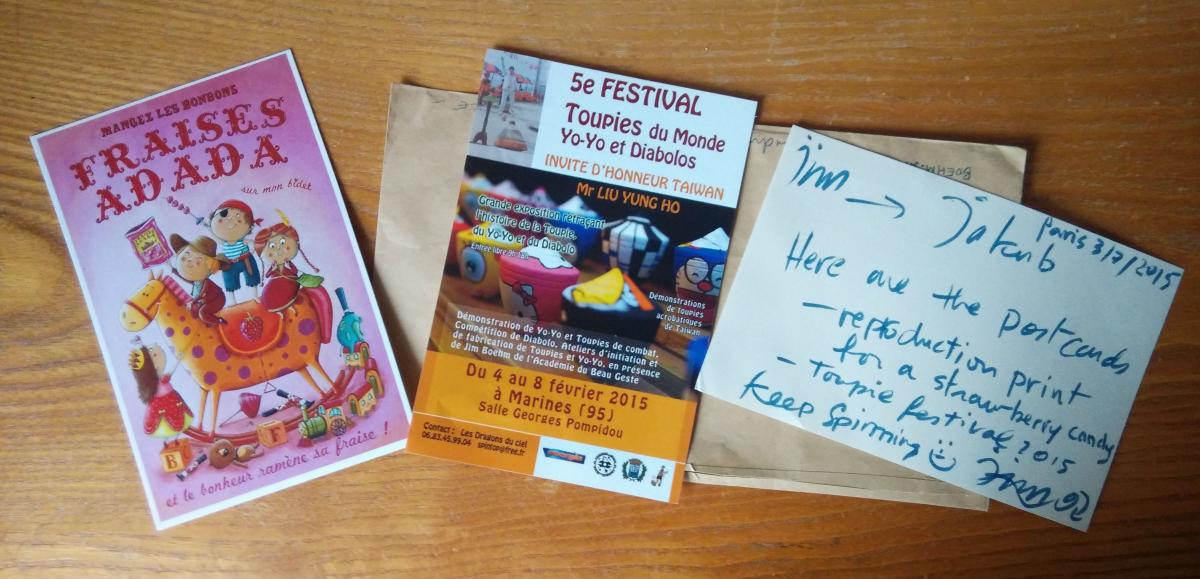 MANGEZ LES BONBONS
FRAISES
ADADA
sur mon bidet
B
F
et le bonheur ramène sa fraise !
5e FESTIVAL
Toupies du Monde
Yo-Yo et Diabolos
INVITE D'HONNEUR TAIWAN
Mr LIU YUNG HO
Grande exposition retraçant
l'histoire de la Toupie,
du Yo-Yo et du Diabolo
Entrée libre 9h-18h
Démonstrations
de toupies
acrobatiques
de Taiwan
Démonstration de Yo-Yo et Toupies de combat.
Compétition de Diabolo. Ateliers d'initiation et
de fabrication de Toupies et Yo-Yo, en présence
de Jim Boehm de l'Académie du Beau Geste
Du 4 au 8 février 2015
à Marines (95)
Salle Georges Pompidou
Contact : Les Dragons du ciel
06.83.45.99.04 spintop@free.fr
BOEHM
Jim → Jakub
Paris 3/7/2015
Here are the post cards
- reproduction print
for a strawberry candy
- Toupie festival 2015
Keep Spinning